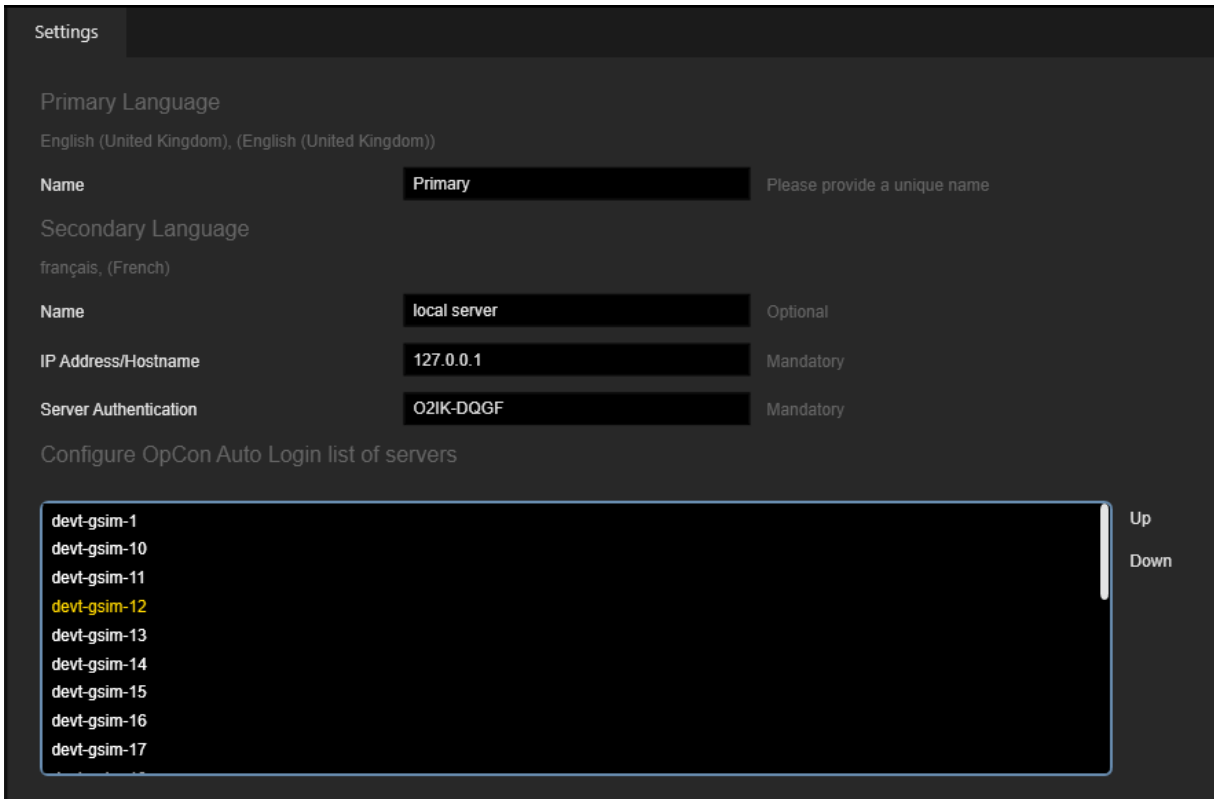 Settings
Primary Language
English (United Kingdom), (English (United Kingdom))
Name Primary Please provide a unique name
Secondary Language
français, (French)
Name local server Optional
IP Address/Hostname 127.0.0.1 Mandatory
Server Authentication O2IK-DQGF Mandatory
Configure OpCon Auto Login list of servers
devt-gsim-1 Up
devt-gsim-10
devt-gsim-11 Down
devt-gsim-12
devt-gsim-13
devt-gsim-14
devt-gsim-15
devt-gsim-16
devt-gsim-17